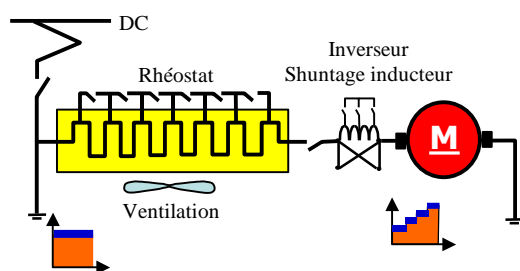 DC
Inverseur
Shuntage inducteur
Rhéostat
M
Ventilation